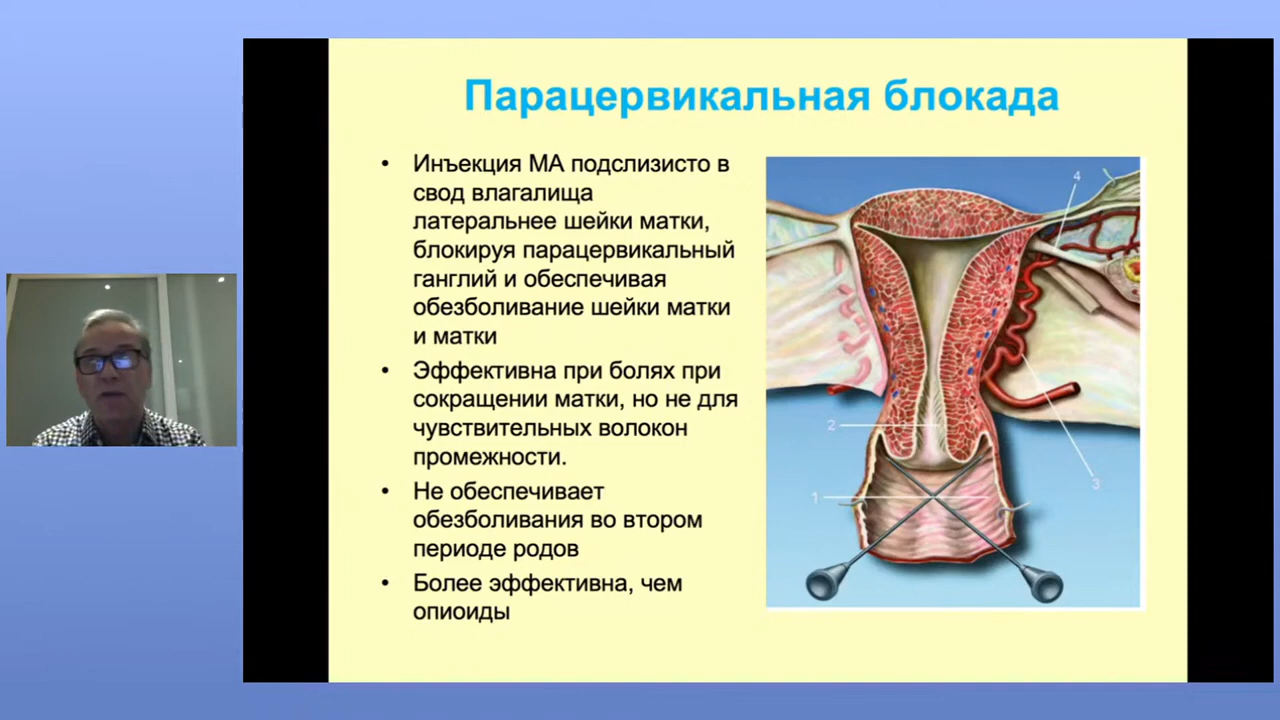 Парацервикальная блокада
• Инъекция МА подслизисто в
свод влагалища
латеральнее шейки матки,
блокируя парацервикальный
ганглий и обеспечивая
обезболивание шейки матки
и матки
• Эффективна при болях при
сокращении матки, но не для
чувствительных волокон
промежности.
• Не обеспечивает
обезболивания во втором
периоде родов
• Более эффективна, чем
опиоиды
4
2
3
1